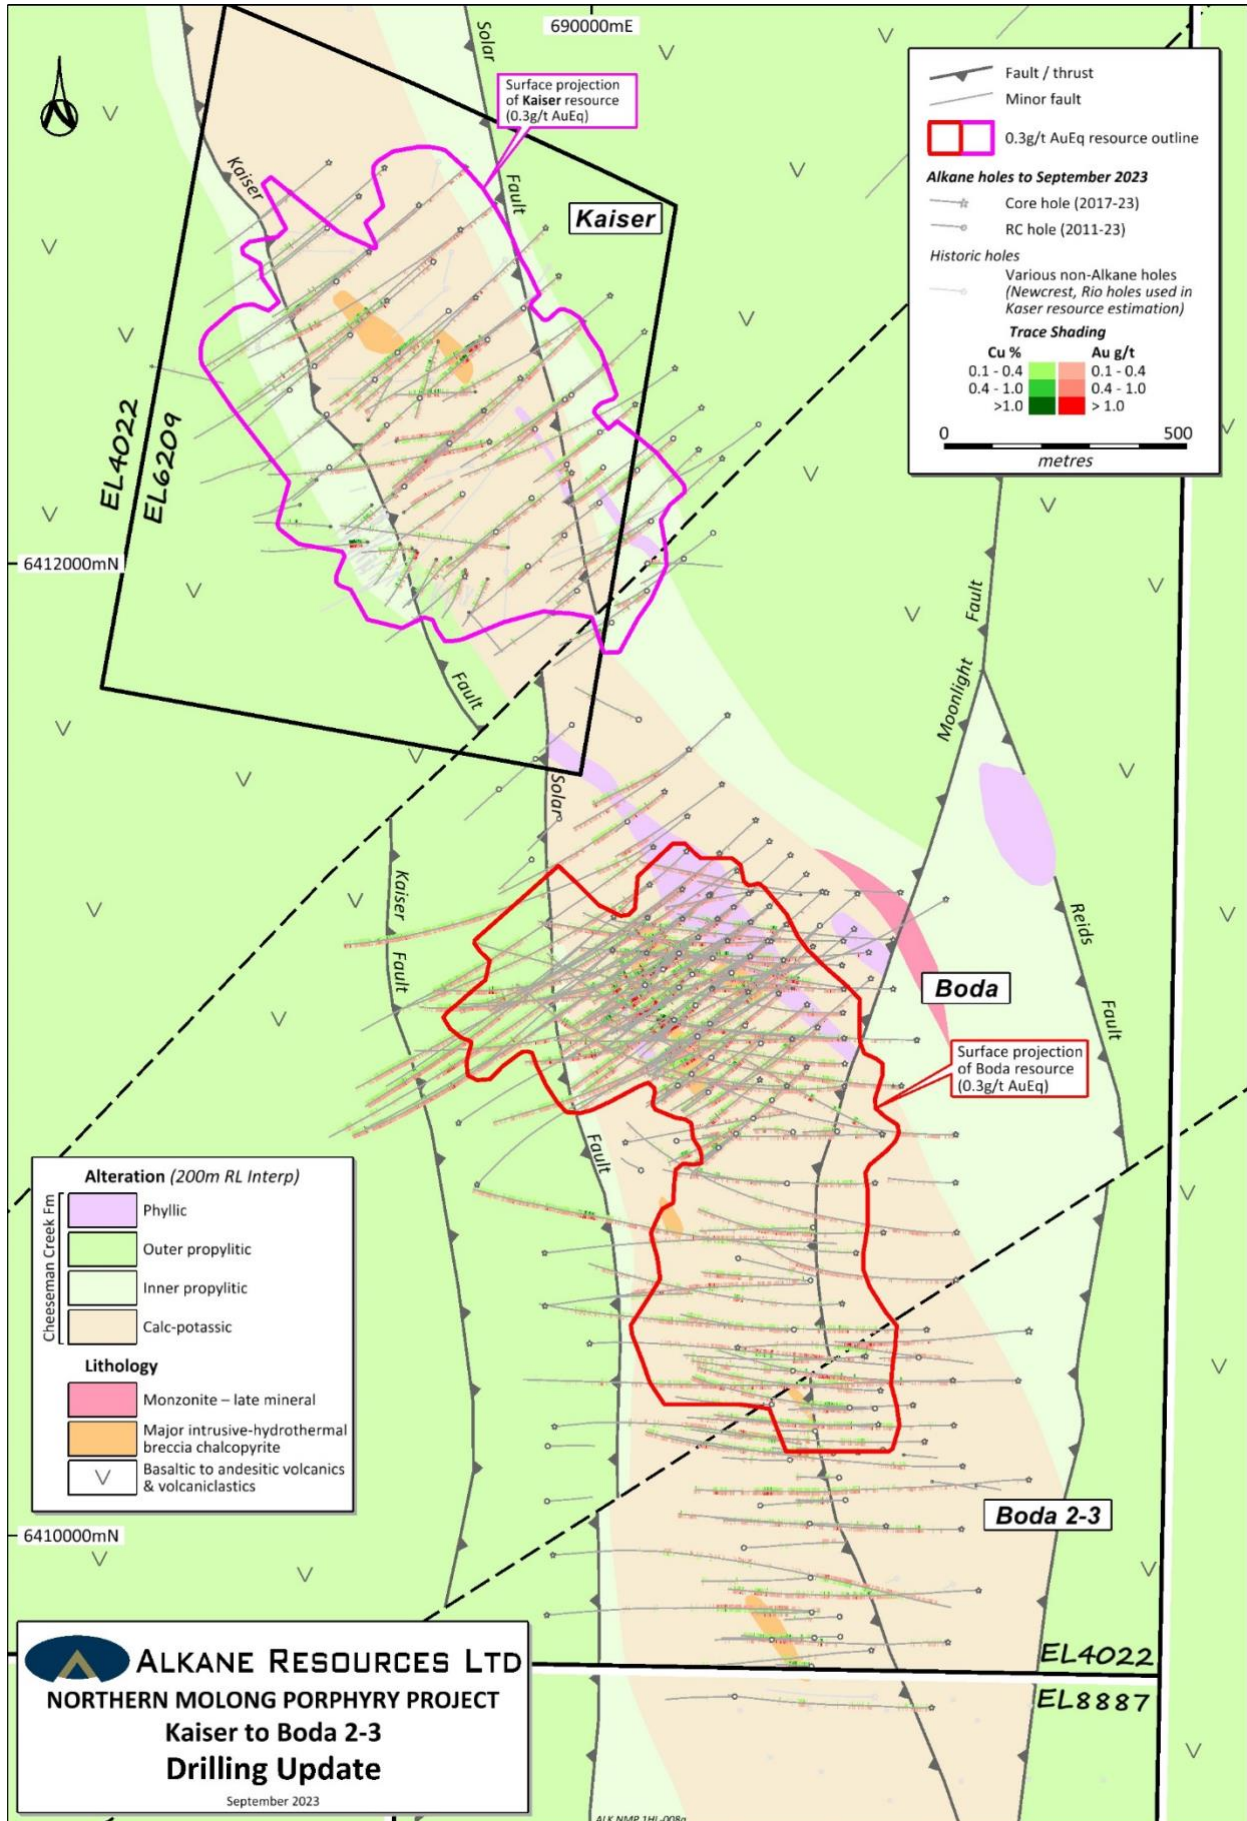 690000mE
Solar
Fault
Surface projection
of Kaiser resource
(0.3g/t AuEq)
Kaiser
Kaiser
N
EL4022
EL6209
6412000mN
Fault
Fault / thrust
Minor fault
0.3g/t AuEq resource outline
Alkane holes to September 2023
Core hole (2017-23)
RC hole (2011-23)
Historic holes
Various non-Alkane holes
(Newcrest, Rio holes used in
Kaser resource estimation)
Trace Shading
Cu % Au g/t
0.1 - 0.4 0.1 - 0.4
0.4 - 1.0 0.4 - 1.0
>1.0 > 1.0
0 500
metres
Moonlight Fault
Solar
Fault
Kaiser
Fault
Reids
Fault
Boda
Surface projection
of Boda resource
(0.3g/t AuEq)
Alteration (200m RL Interp)
Cheeseman Creek Fm
Phyllic
Outer propylitic
Inner propylitic
Calc-potassic
Lithology
Monzonite – late mineral
Major intrusive-hydrothermal
breccia chalcopyrite
Basaltic to andesitic volcanics
& volcaniclastics
Boda 2-3
6410000mN
EL4022
EL8887
ALKANE RESOURCES LTD
NORTHERN MOLONG PORPHYRY PROJECT
Kaiser to Boda 2-3
Drilling Update
September 2023